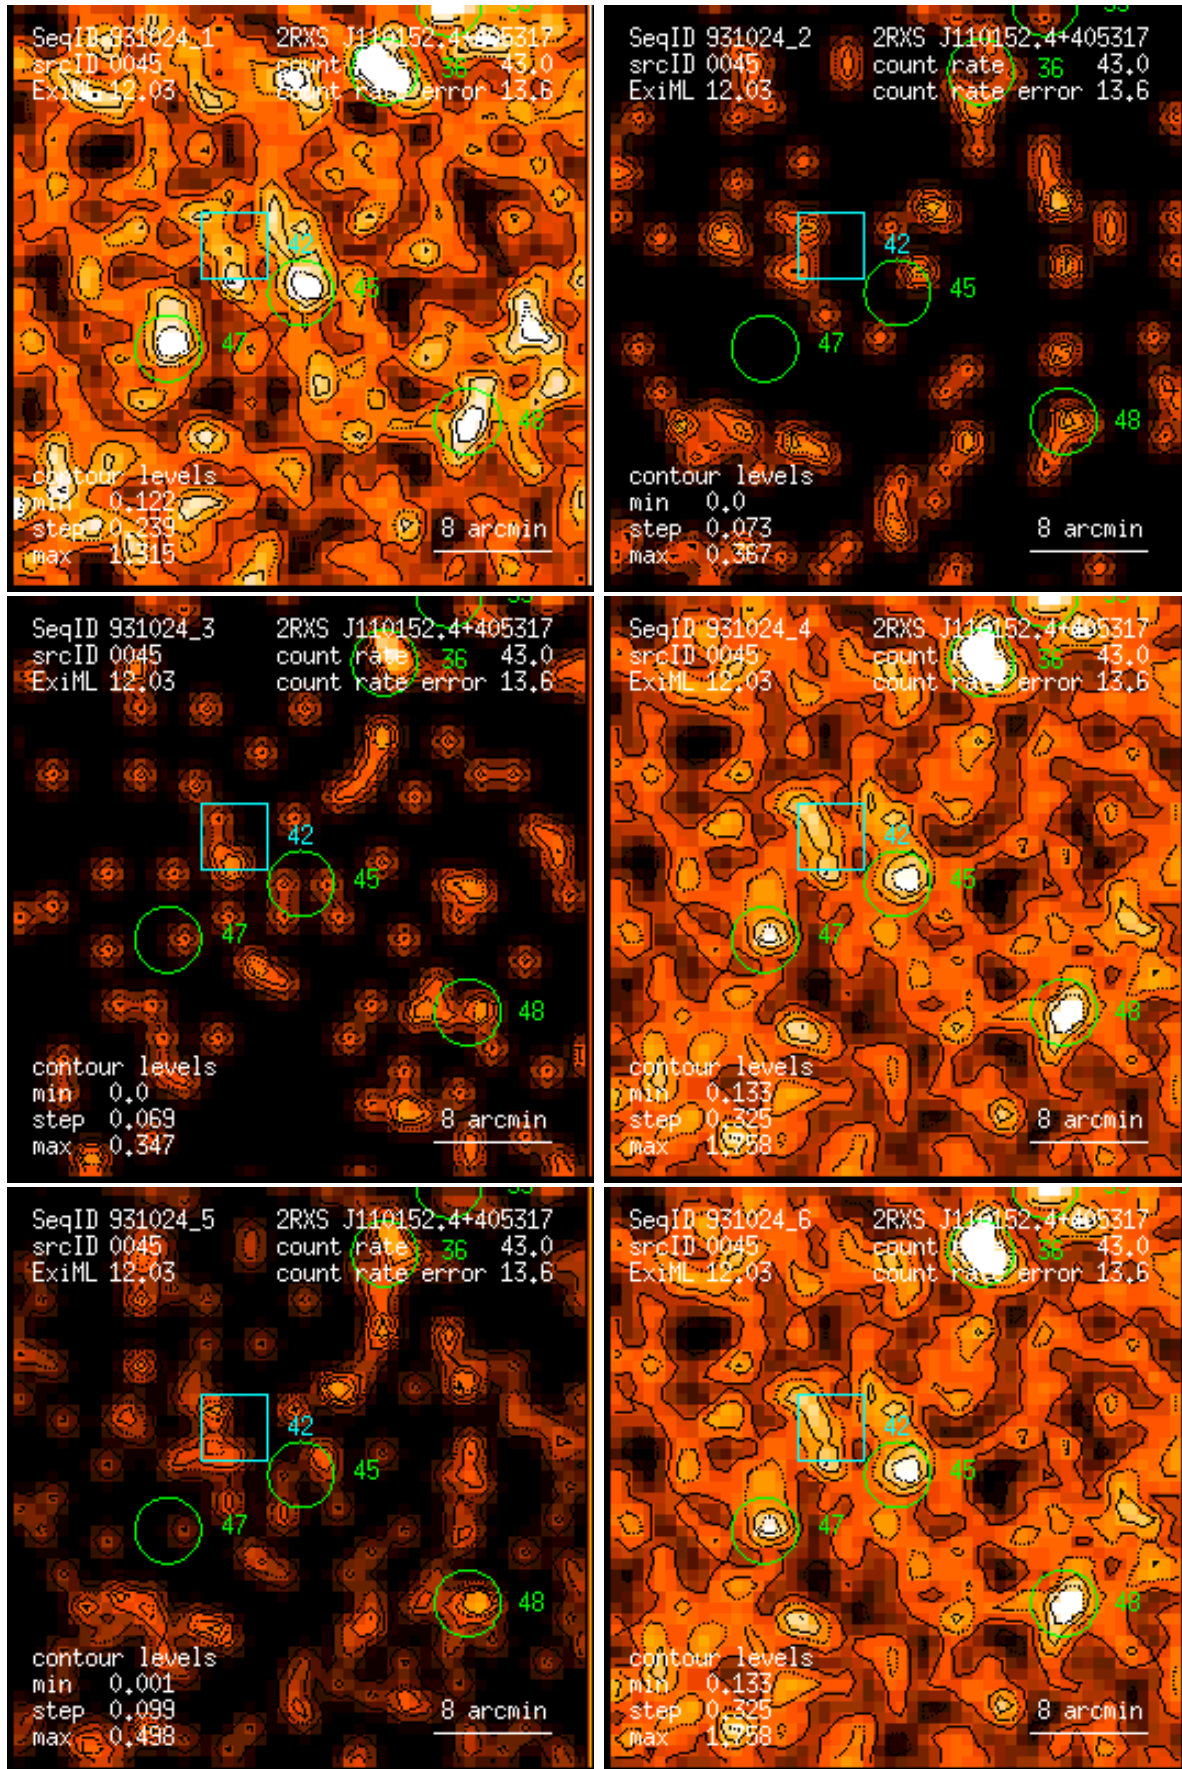 SeqID 931024_1 2RXS J110152.4+405317
srcID 0045 count rate 36 43.0
ExiML 12.03 count rate error 13.6
42
45
47
48
contour levels
min 0.122
step 0.239
max 1.315
8 arcmin
SeqID 931024_2 2RXS J110152.4+405317
srcID 0045 count rate 36 43.0
ExiML 12.03 count rate error 13.6
42
45
47
48
contour levels
min 0.0
step 0.073
max 0.367
8 arcmin
SeqID 931024_3 2RXS J110152.4+405317
srcID 0045 count rate 36 43.0
ExiML 12.03 count rate error 13.6
42
45
47
48
contour levels
min 0.0
step 0.069
max 0.347
8 arcmin
SeqID 931024_4 2RXS J110152.4+405317
srcID 0045 count rate 36 43.0
ExiML 12.03 count rate error 13.6
42
45
47
48
contour levels
min 0.133
step 0.325
max 1.758
8 arcmin
SeqID 931024_5 2RXS J110152.4+405317
srcID 0045 count rate 36 43.0
ExiML 12.03 count rate error 13.6
42
45
47
48
contour levels
min 0.001
step 0.099
max 0.498
8 arcmin
SeqID 931024_6 2RXS J110152.4+405317
srcID 0045 count rate 36 43.0
ExiML 12.03 count rate error 13.6
42
45
47
48
contour levels
min 0.133
step 0.325
max 1.758
8 arcmin